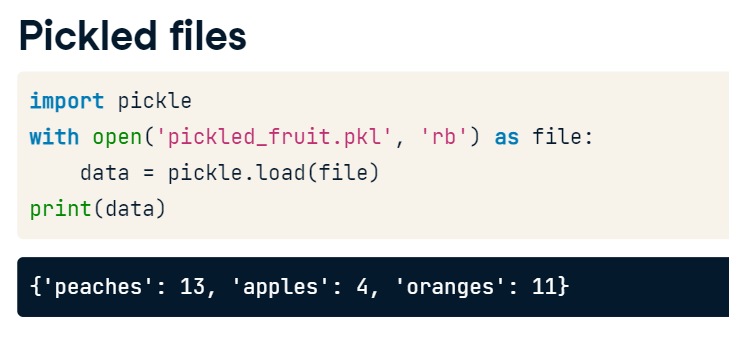 Pickled files
import pickle
with open('pickled_fruit.pkl', 'rb') as file:
    data = pickle.load(file)
print(data)
{'peaches': 13, 'apples': 4, 'oranges': 11}